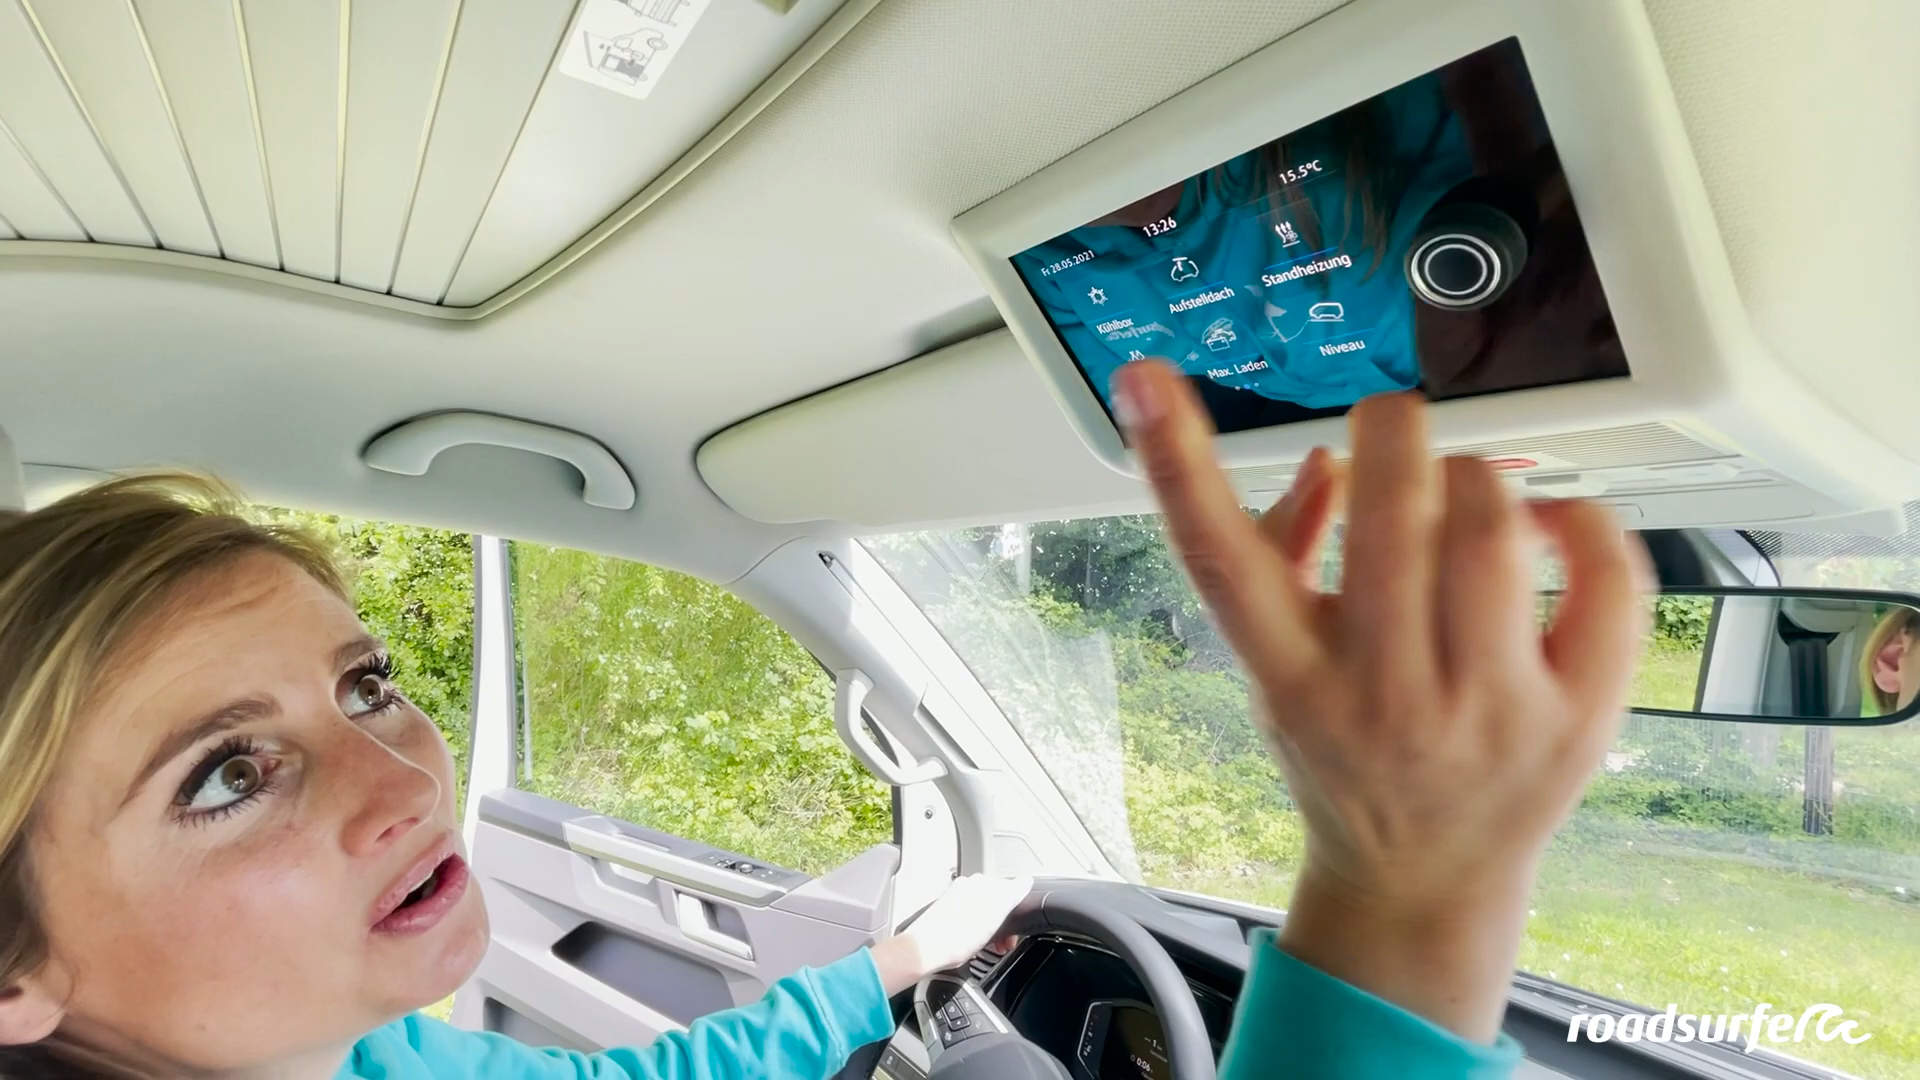 15.5°C
13:26
Fr 28.05.2021
Standheizung
Aufstelldach
Kühlbox
Niveau
Max. Laden
roadsurfer